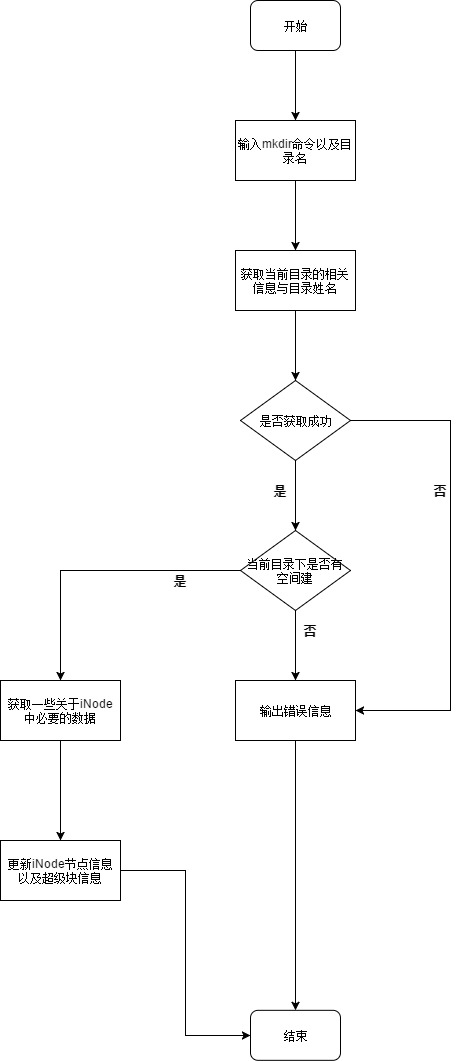 开始
输入mkdir命令以及目
录名
获取当前目录的相关
信息与目录姓名
是否获取成功
是
否
当前目录下是否有
空间建
是
否
获取一些关于iNode
中必要的数据
输出错误信息
更新iNode节点信息
以及超级块信息
结束